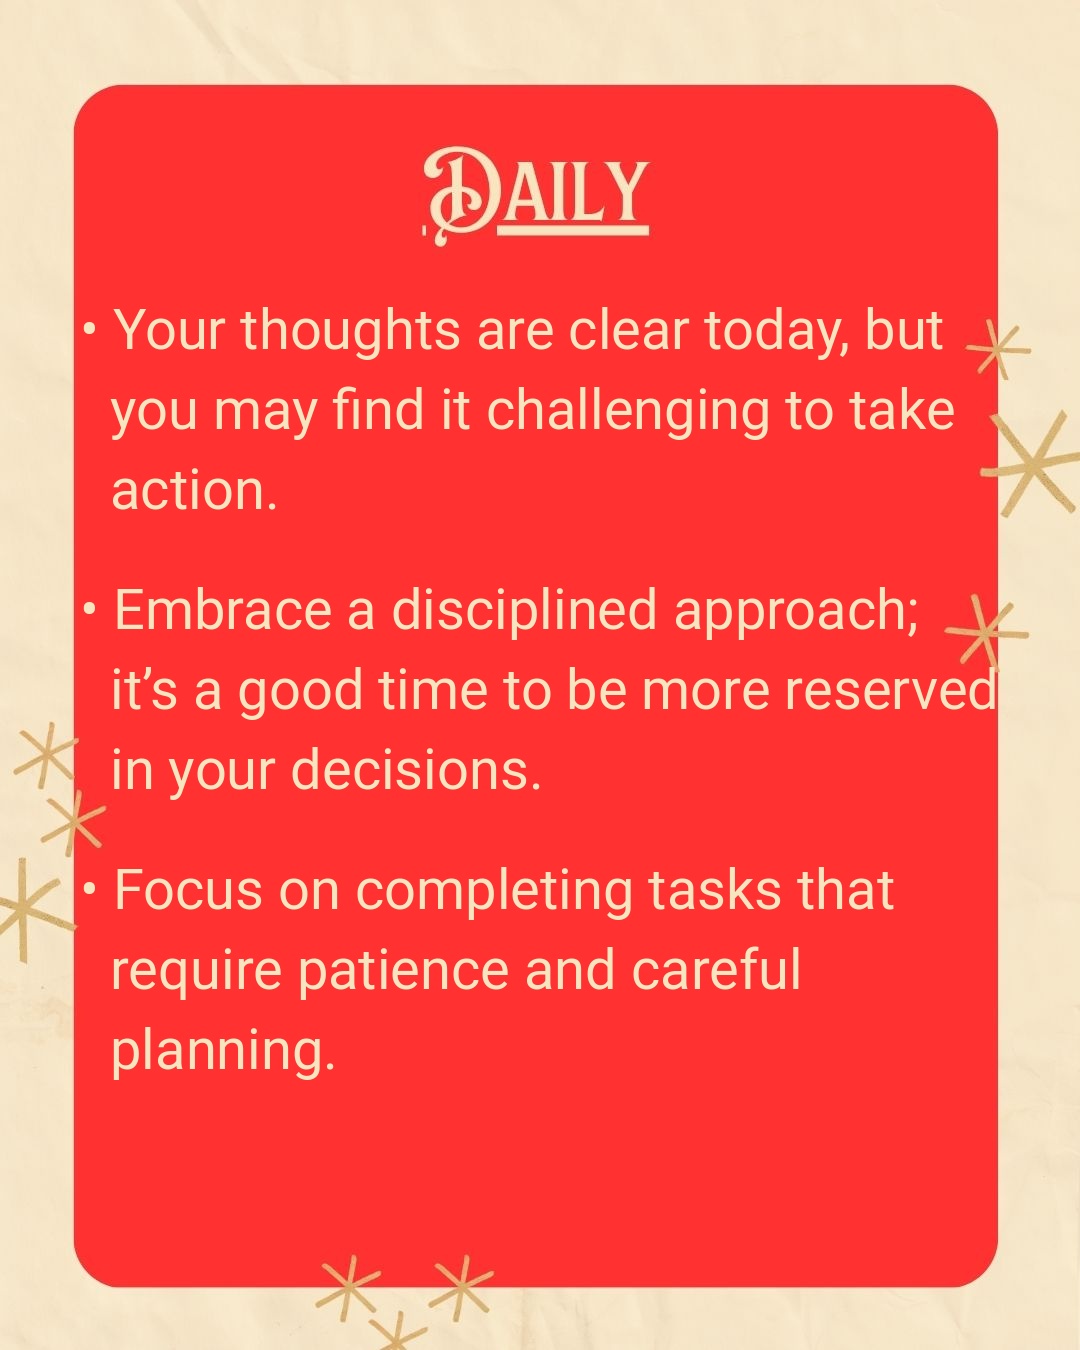 Daily
• Your thoughts are clear today, but
you may find it challenging to take
action.
• Embrace a disciplined approach;
it’s a good time to be more reserved
in your decisions.
• Focus on completing tasks that
require patience and careful
planning.